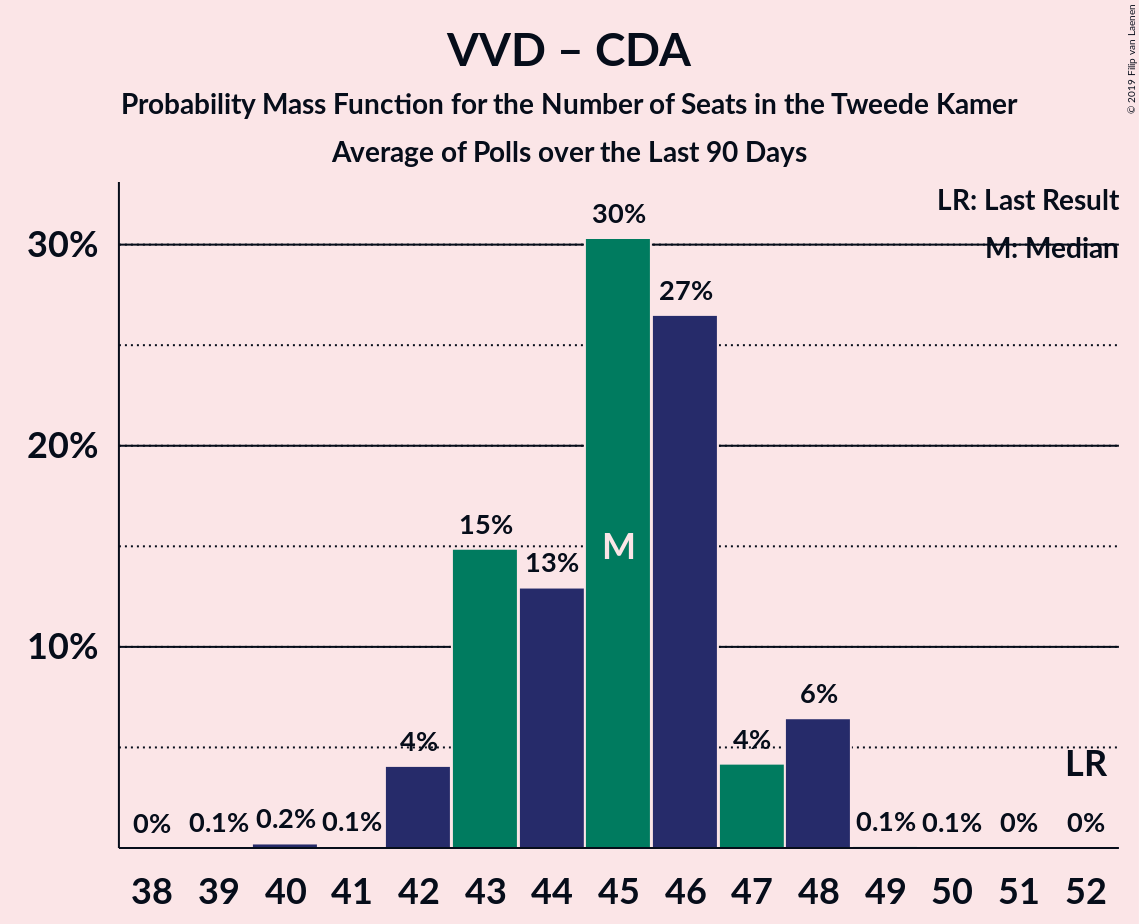 VVD – CDA
Probability Mass Function for the Number of Seats in the Tweede Kamer
Average of Polls over the Last 90 Days
© 2019 Filip van Laenen
LR: Last Result
M: Median
30%
20%
10%
0% 0.1% 0.2% 0.1% 4% 15% 13% 30% 27% 4% 6% 0.1% 0.1% 0% 0%
M
LR
38 39 40 41 42 43 44 45 46 47 48 49 50 51 52